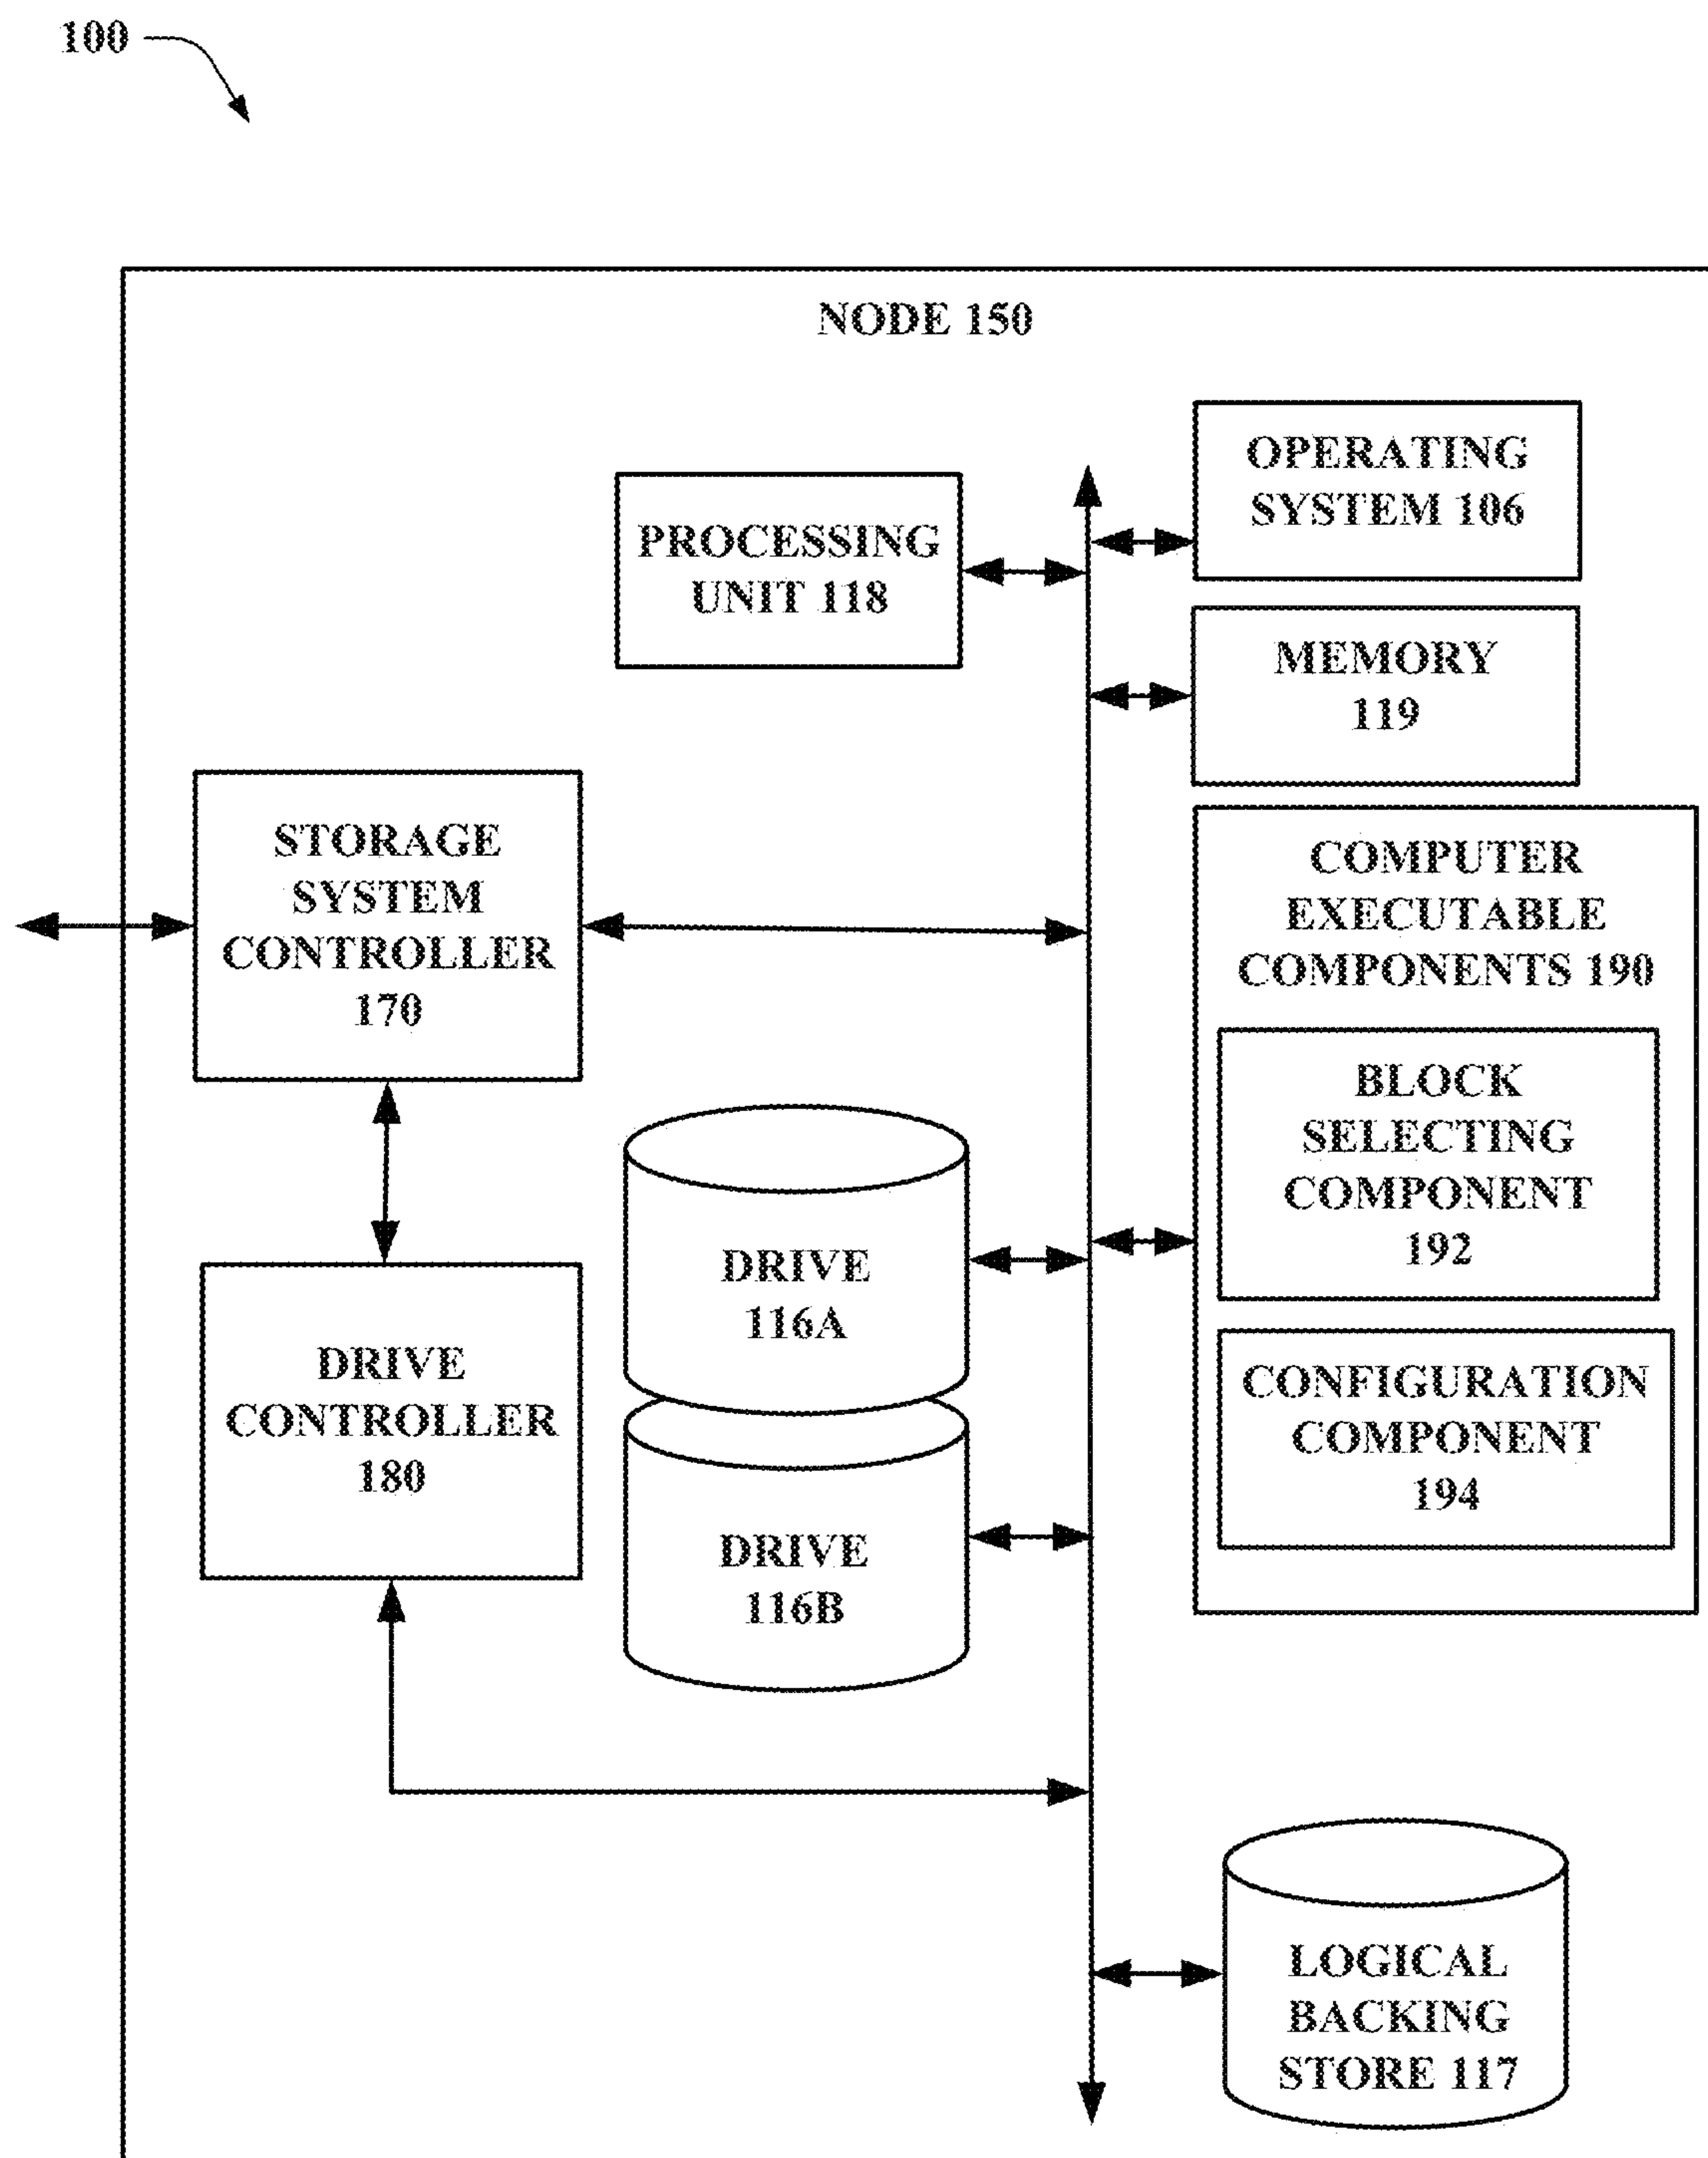 100
NODE 150
OPERATING
SYSTEM 106
PROCESSING
UNIT 118
MEMORY
119
STORAGE
SYSTEM
CONTROLLER
170
COMPUTER
EXECUTABLE
COMPONENTS 190
BLOCK
SELECTING
COMPONENT
192
DRIVE
116A
DRIVE
CONTROLLER
180
CONFIGURATION
COMPONENT
194
DRIVE
116B
LOGICAL
BACKING
STORE 117